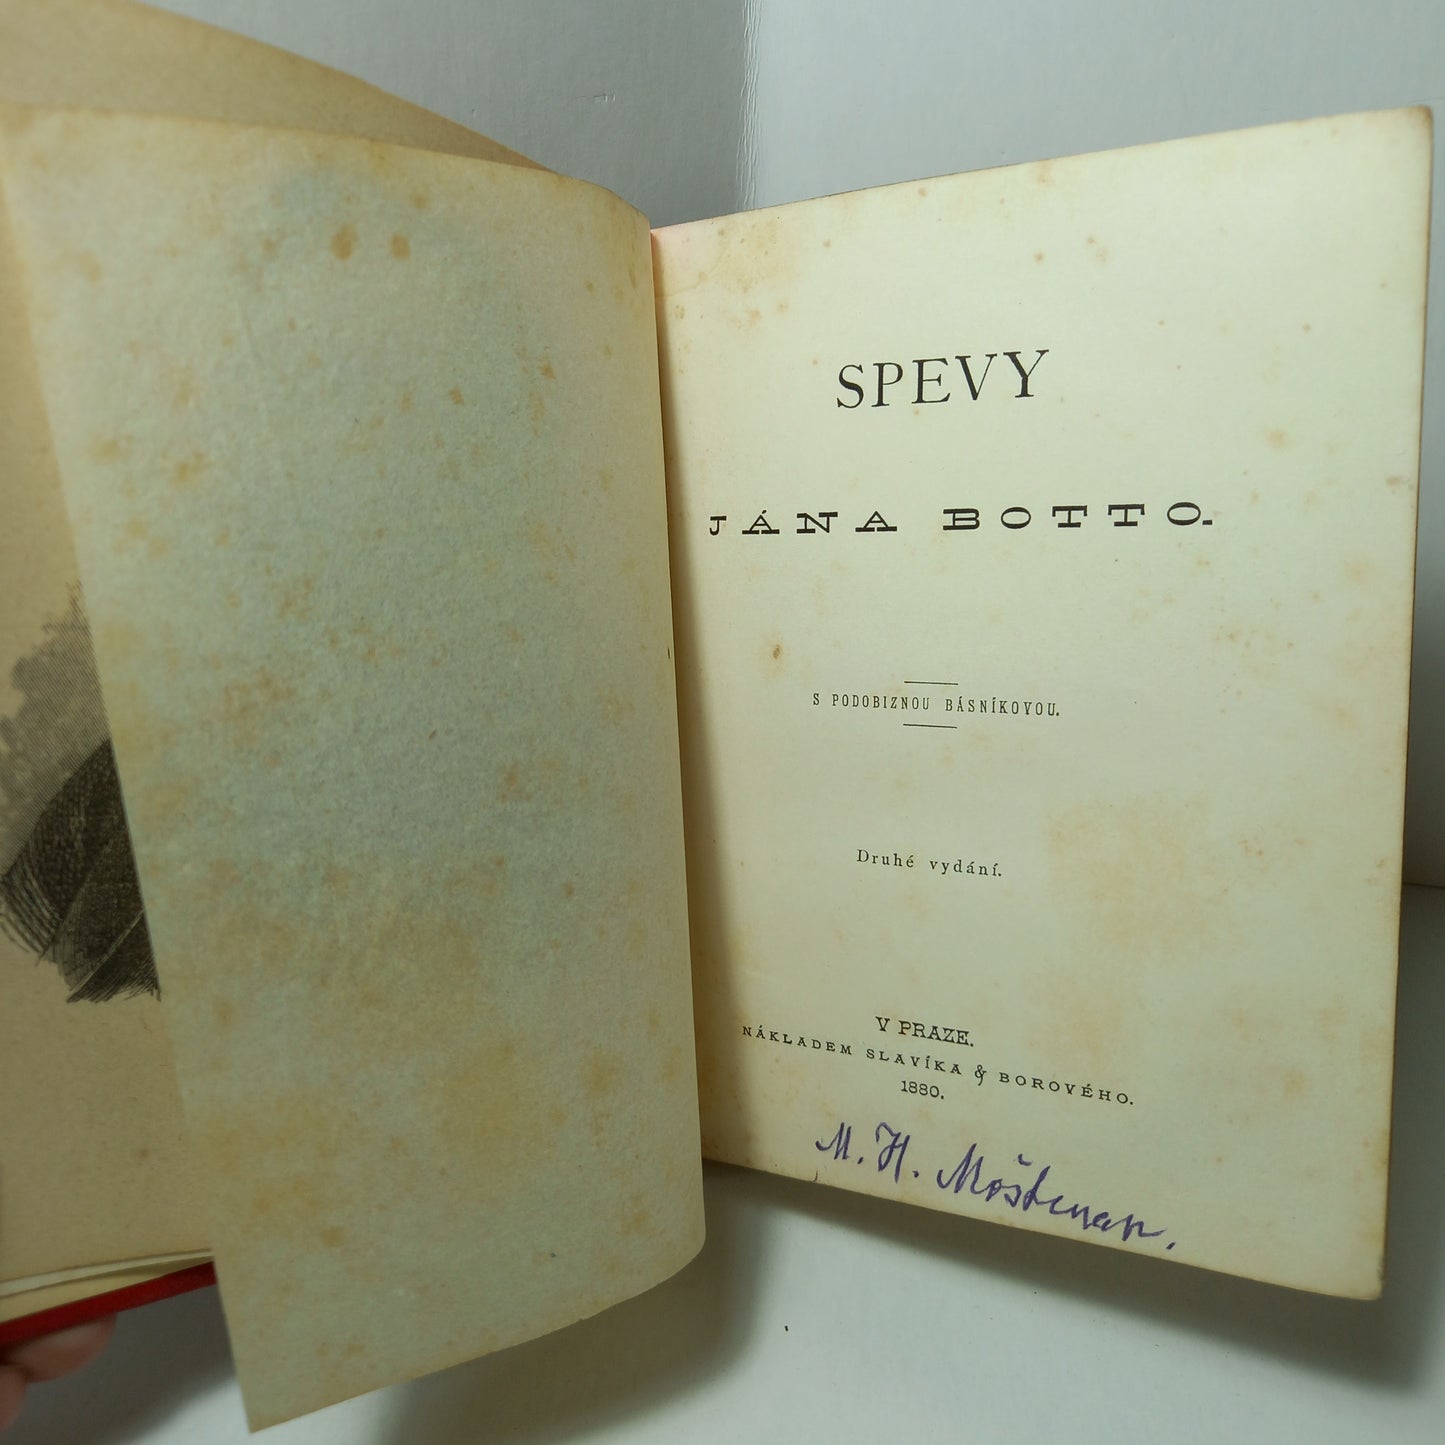 SPEVY
JÁNA BOTTO.
S PODOBIZNOU BÁSNÍKOVOU.
Druhé vydání.
V PRAZE.
NÁKLADEM SLAVÍKA & BOROVÉHO.
1880.
M. H.